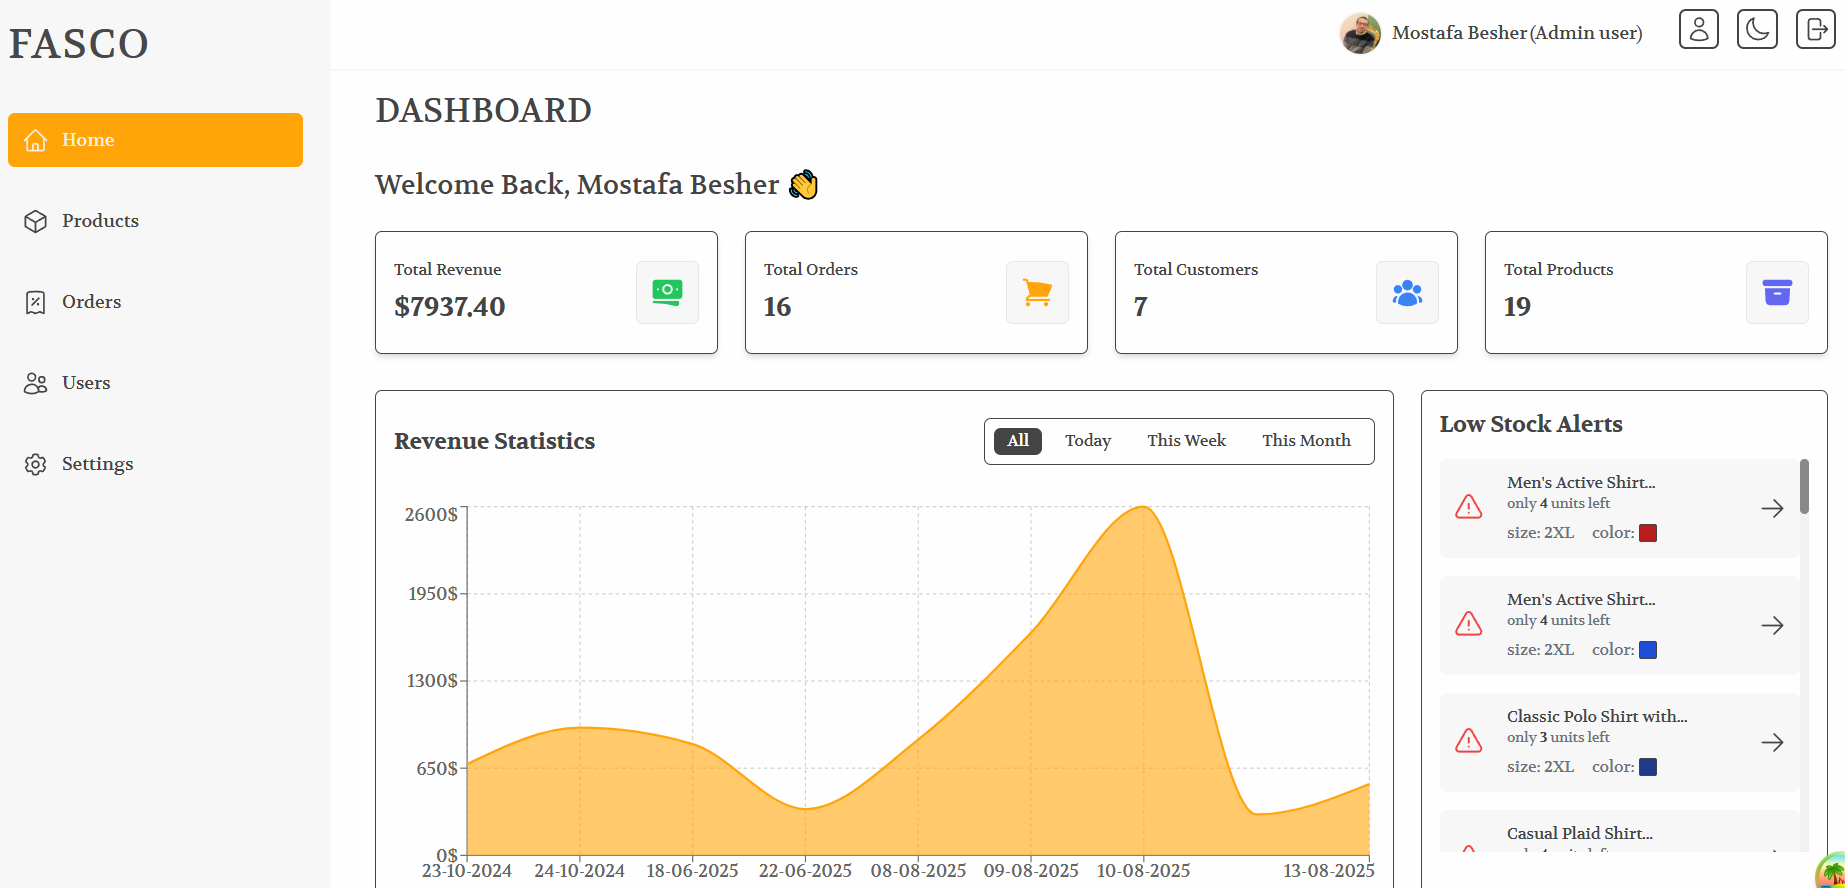 FASCO
Home
Products
Orders
Users
Settings
Mostafa Besher (Admin user)
DASHBOARD
Welcome Back, Mostafa Besher 👋
Total Revenue
$7937.40
Total Orders
16
Total Customers
7
Total Products
19
Revenue Statistics
All Today This Week This Month
2600$
1950$
1300$
650$
0$
23-10-2024 24-10-2024 18-06-2025 22-06-2025 08-08-2025 09-08-2025 10-08-2025 13-08-2025
Low Stock Alerts
Men's Active Shirt...
only 4 units left
size: 2XL color:
Men's Active Shirt...
only 4 units left
size: 2XL color:
Classic Polo Shirt with...
only 3 units left
size: 2XL color:
Casual Plaid Shirt...